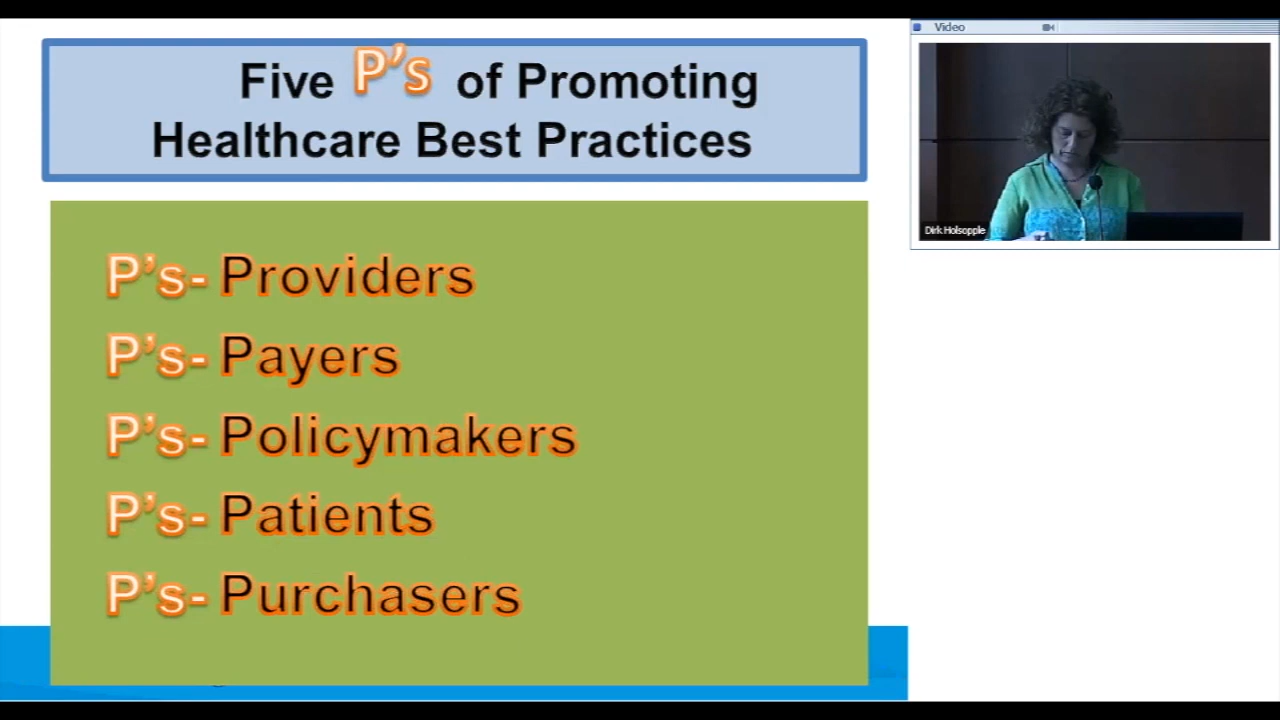 Five P's of Promoting
Healthcare Best Practices
P's- Providers
P's- Payers
P's- Policymakers
P's- Patients
P's- Purchasers
Video
Dirk Holsopple